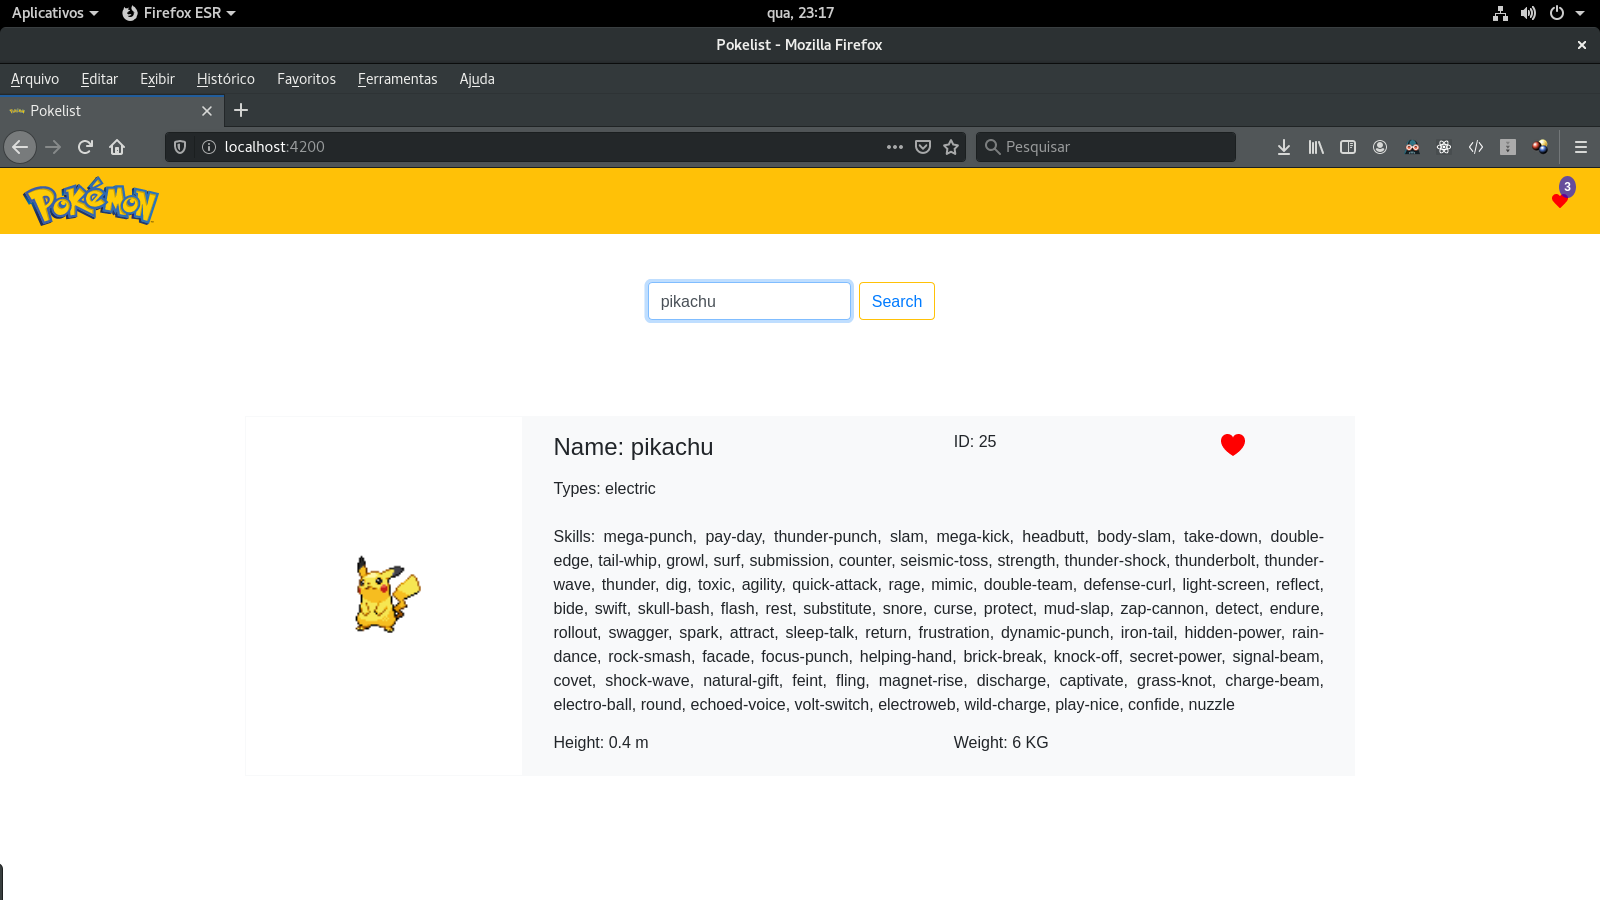 Aplicativos Firefox ESR qua, 23:17
Pokelist - Mozilla Firefox
Arquivo Editar Exibir Histórico Favoritos Ferramentas Ajuda
Pokelist
localhost:4200 Pesquisar
POKéMON 3
pikachu Search
Name: pikachu ID: 25
Types: electric
Skills: mega-punch, pay-day, thunder-punch, slam, mega-kick, headbutt, body-slam, take-down, double-
edge, tail-whip, growl, surf, submission, counter, seismic-toss, strength, thunder-shock, thunderbolt, thunder-
wave, thunder, dig, toxic, agility, quick-attack, rage, mimic, double-team, defense-curl, light-screen, reflect,
bide, swift, skull-bash, flash, rest, substitute, snore, curse, protect, mud-slap, zap-cannon, detect, endure,
rollout, swagger, spark, attract, sleep-talk, return, frustration, dynamic-punch, iron-tail, hidden-power, rain-
dance, rock-smash, facade, focus-punch, helping-hand, brick-break, knock-off, secret-power, signal-beam,
covet, shock-wave, natural-gift, feint, fling, magnet-rise, discharge, captivate, grass-knot, charge-beam,
electro-ball, round, echoed-voice, volt-switch, electroweb, wild-charge, play-nice, confide, nuzzle
Height: 0.4 m Weight: 6 KG